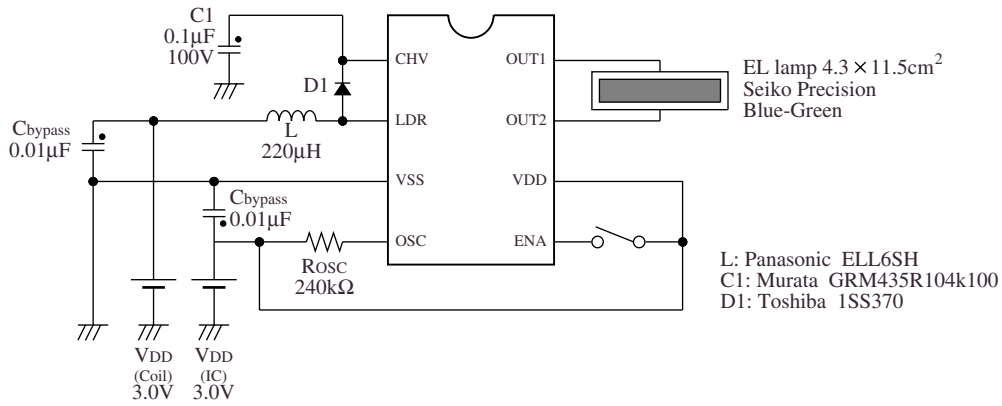 C1
0.1µF
100V
CHV
OUT1
EL lamp 4.3 × 11.5cm²
Seiko Precision
Blue-Green
D1
Cbypass
0.01µF
L
220µH
LDR
OUT2
VSS
VDD
Cbypass
0.01µF
OSC
ENA
ROSC
240kΩ
L: Panasonic ELL6SH
C1: Murata GRM435R104k100
D1: Toshiba 1SS370
VDD
(Coil)
3.0V
VDD
(IC)
3.0V